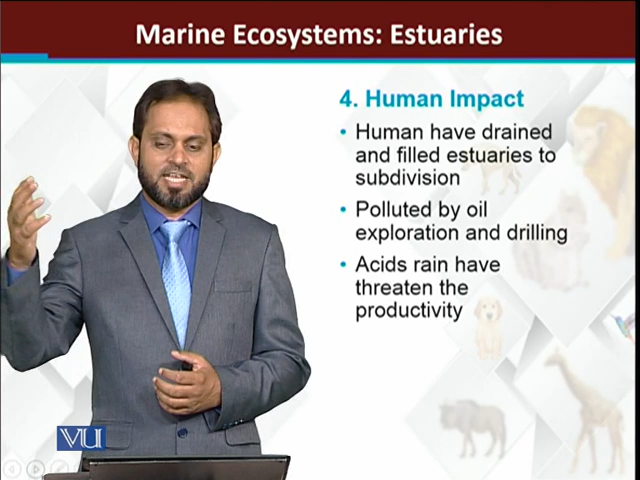 Marine Ecosystems: Estuaries
4. Human Impact
• Human have drained
and filled estuaries to
subdivision
• Polluted by oil
exploration and drilling
• Acids rain have
threaten the
productivity
VU